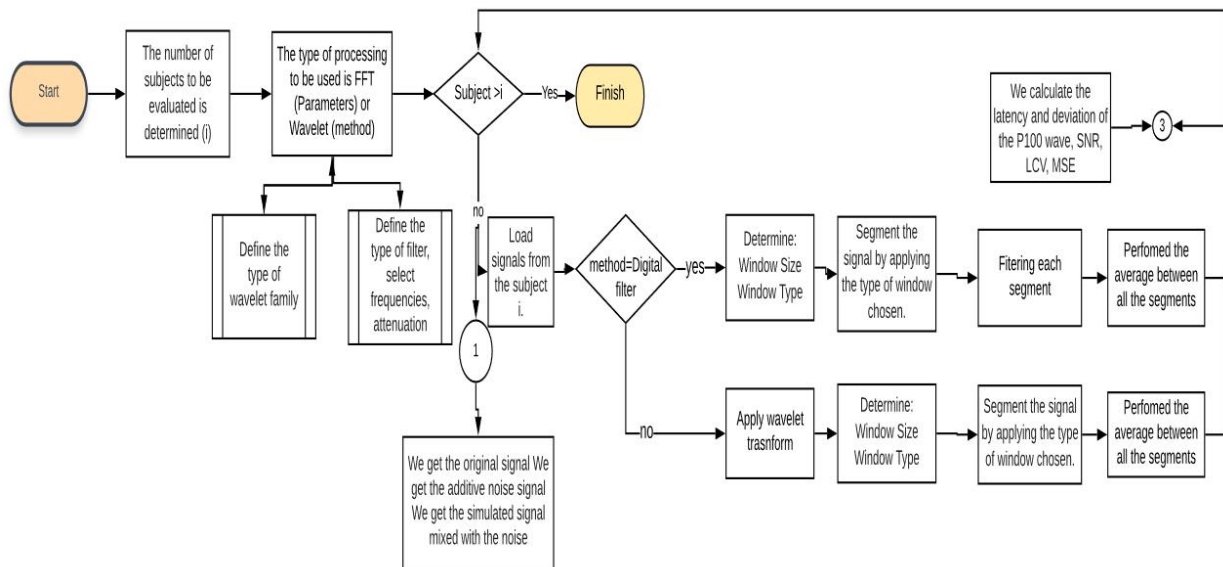 Start
The number of
subjects to be
evaluated is
determined (i)
The type of processing
to be used is FFT
(Parameters) or
Wavelet (method)
Subject >i
Yes
Finish
We calculate the
latency and deviation of
the P100 wave, SNR,
LCV, MSE
3
Define the
type of
wavelet family
Define the
type of filter,
select
frequencies,
attenuation
no
Load
signals from
the subject
i.
method=Digital
filter
yes
Determine:
Window Size
Window Type
Segment the
signal by applying
the type of window
chosen.
Fitering each
segment
Perfomed the
average between
all the segments
1
no
Apply wavelet
trasnform
Determine:
Window Size
Window Type
Segment the signal
by applying the type
of window chosen.
Perfomed the
average between
all the segments
We get the original signal We
get the additive noise signal
We get the simulated signal
mixed with the noise